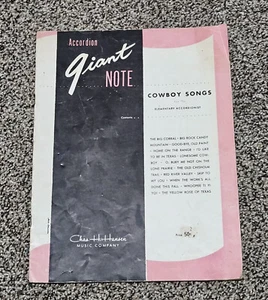 Accordion
giant
NOTE
COWBOY SONGS
ELEMENTARY ACCORDIONIST
Contents
THE BIG CORRAL • BIG ROCK CANDY
MOUNTAIN • GOOD-BYE, OLD PAINT
• HOME ON THE RANGE • I'D LIKE
TO BE IN TEXAS • LONESOME COW-
BOY • O, BURY ME NOT ON THE
LONE PRAIRIE • THE OLD CHISHOLM
TRAIL • RED RIVER VALLEY • SKIP TO
MY LOU • WHEN THE WORK'S ALL
DONE THIS FALL • WHOOPEE TI YI
YO • THE YELLOW ROSE OF TEXAS
Chas. H. Hansen
MUSIC COMPANY
Price 50¢